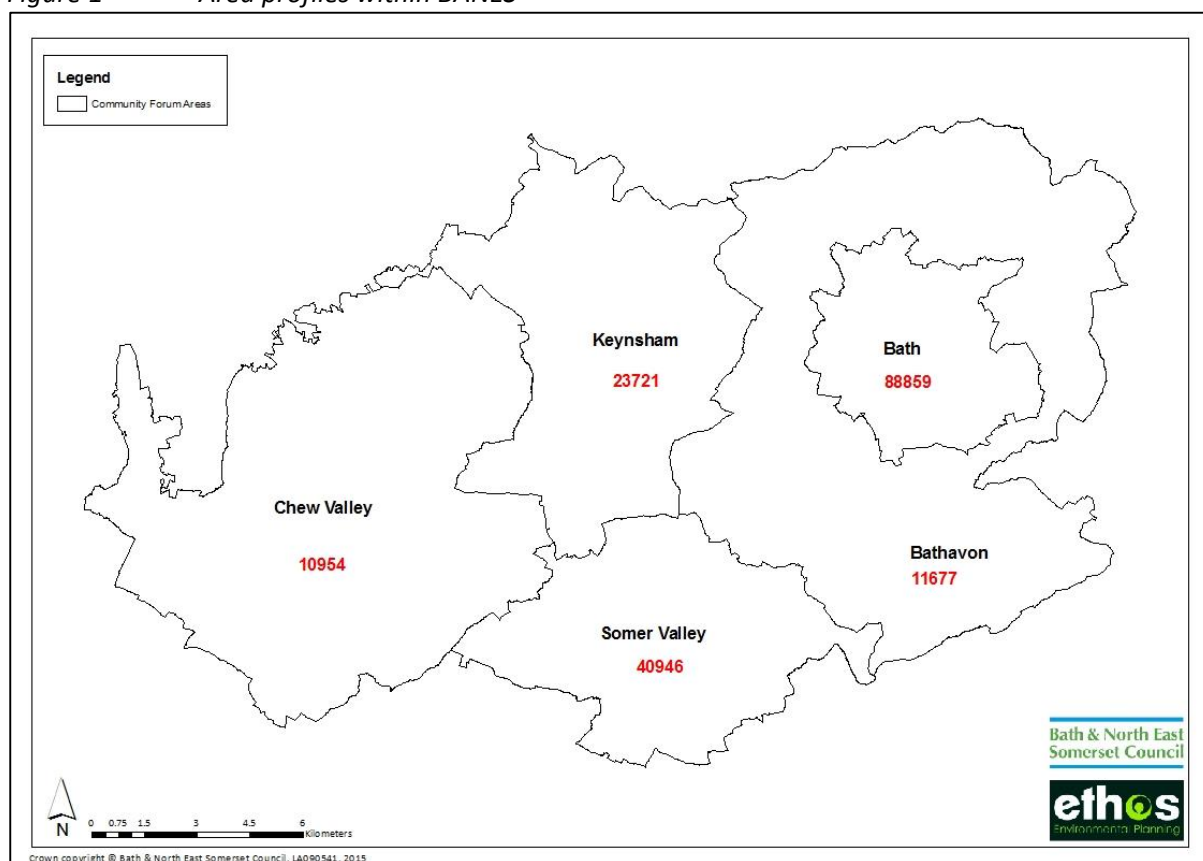 Figure 1 Area profiles within BANES
Legend
Community Forum Areas
Keynsham
23721
Bath
88859
Chew Valley
10954
Bathavon
11677
Somer Valley
40946
Bath & North East
Somerset Council
ethos
Environmental Planning
N
0 0.75 1.5 3 4.5 6
Kilometers
Crown copyright @ Bath & North East Somerset Council, LA090541, 2015